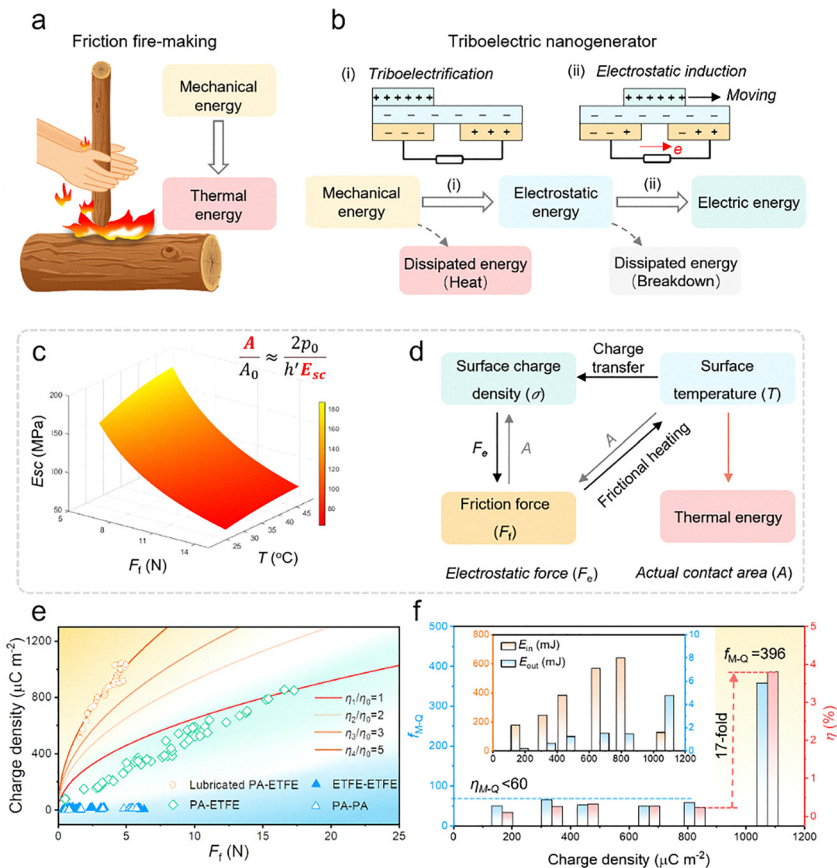 a
Friction fire-making
Mechanical
energy
Thermal
energy
b
Triboelectric nanogenerator
(i) Triboelectrification
+ + + + + +
− − − − − −
− − − + + +
(ii) Electrostatic induction
+ + + + + +
Moving
− − − − − −
− − + − + +
e
Mechanical
energy
(i)
Electrostatic
energy
(ii)
Electric energy
Dissipated energy
(Heat)
Dissipated energy
(Breakdown)
c
A/A0 ≈ 2p0/h′Esc
Esc (MPa)
200
150
100
50
5
8
11
14
Ff (N)
25
30
35
40
45
T (°C)
180
160
140
120
100
80
d
Surface charge
density (σ)
Charge
transfer
Surface
temperature (T)
Fe
A
A
Frictional heating
Friction force
(Ff)
Thermal energy
Electrostatic force (Fe)
Actual contact area (A)
e
Charge density (μC m⁻²)
1200
800
400
0
η1/η0=1
η2/η0=2
η3/η0=3
η4/η0=5
Lubricated PA-ETFE
ETFE-ETFE
PA-ETFE
PA-PA
0 5 10 15 20 25
Ff (N)
f
fM-Q
500
400
300
200
100
0
800
600
400
200
0
Ein (mJ)
Eout (mJ)
10
8
6
4
2
0
0 200 400 600 800 1000 1200
fM-Q =396
17-fold
ηM-Q <60
5
4
3
2
1
0
η (%)
0 200 400 600 800 1000 1200
Charge density (μC m⁻²)